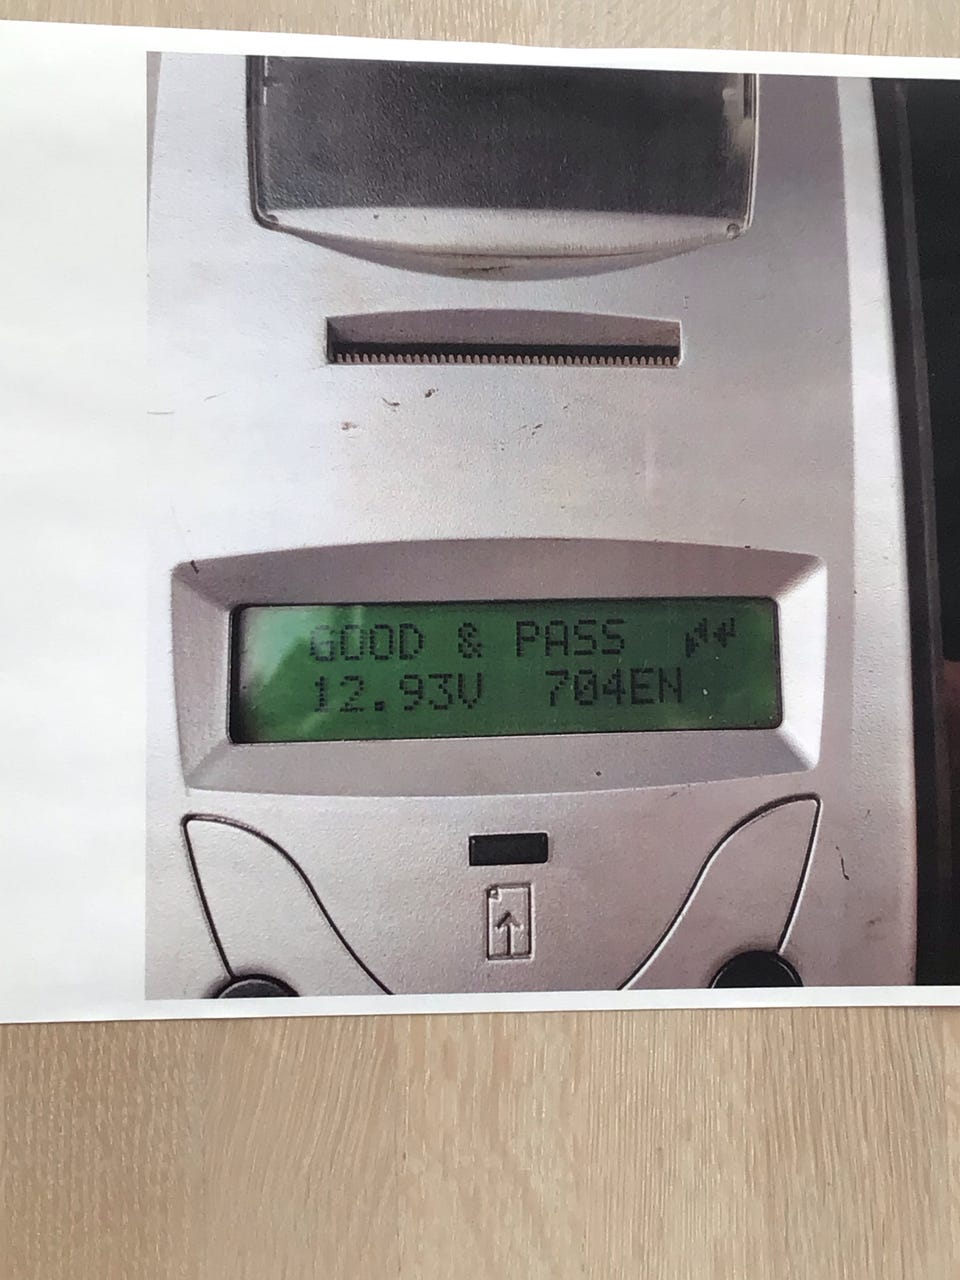 GOOD & PASS
12.93V 704EN